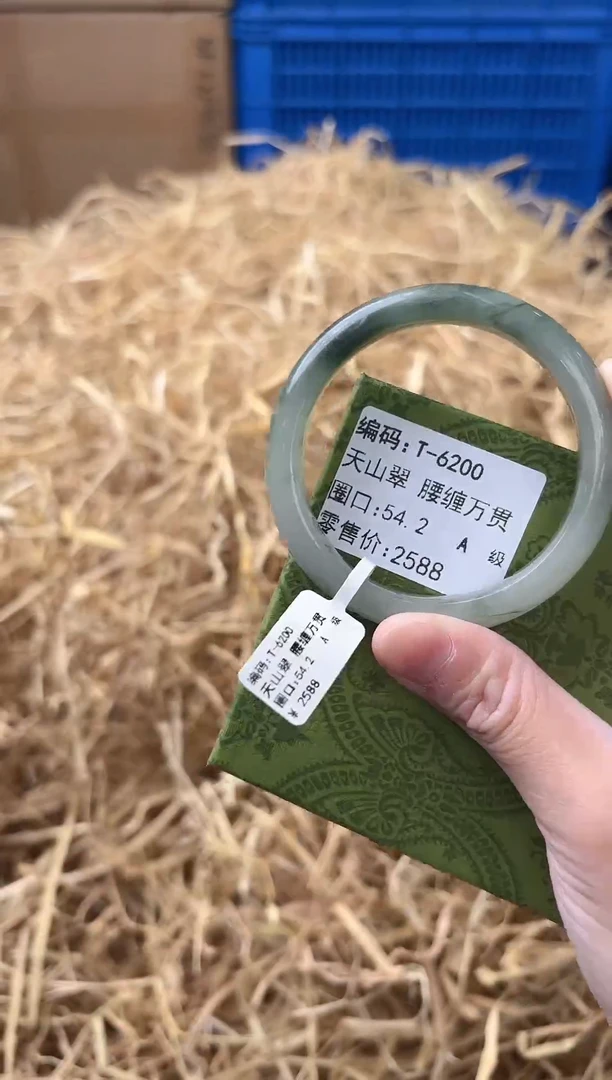 编码：T-6200
天山翠 腰缠万贯
圈口：54.2 A 级
零售价：2588
编码：T-6200
天山翠 腰缠万贯
圈口：54.2 A 级
￥ 2588